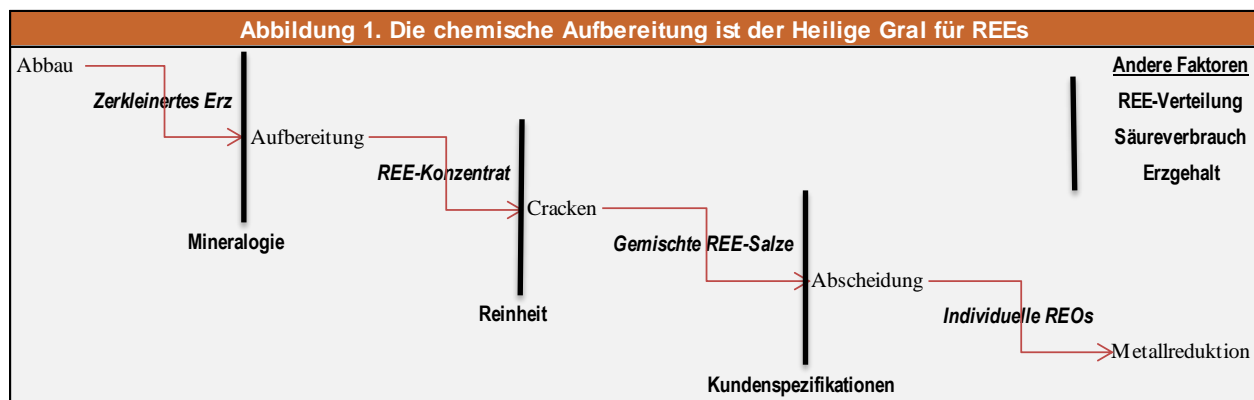 Abbildung 1. Die chemische Aufbereitung ist der Heilige Gral für REEs
Abbau
Zerkleinertes Erz
Aufbereitung
Mineralogie
REE-Konzentrat
Cracken
Reinheit
Gemischte REE-Salze
Abscheidung
Kundenspezifikationen
Individuelle REOs
Metallreduktion
Andere Faktoren
REE-Verteilung
Säureverbrauch
Erzgehalt